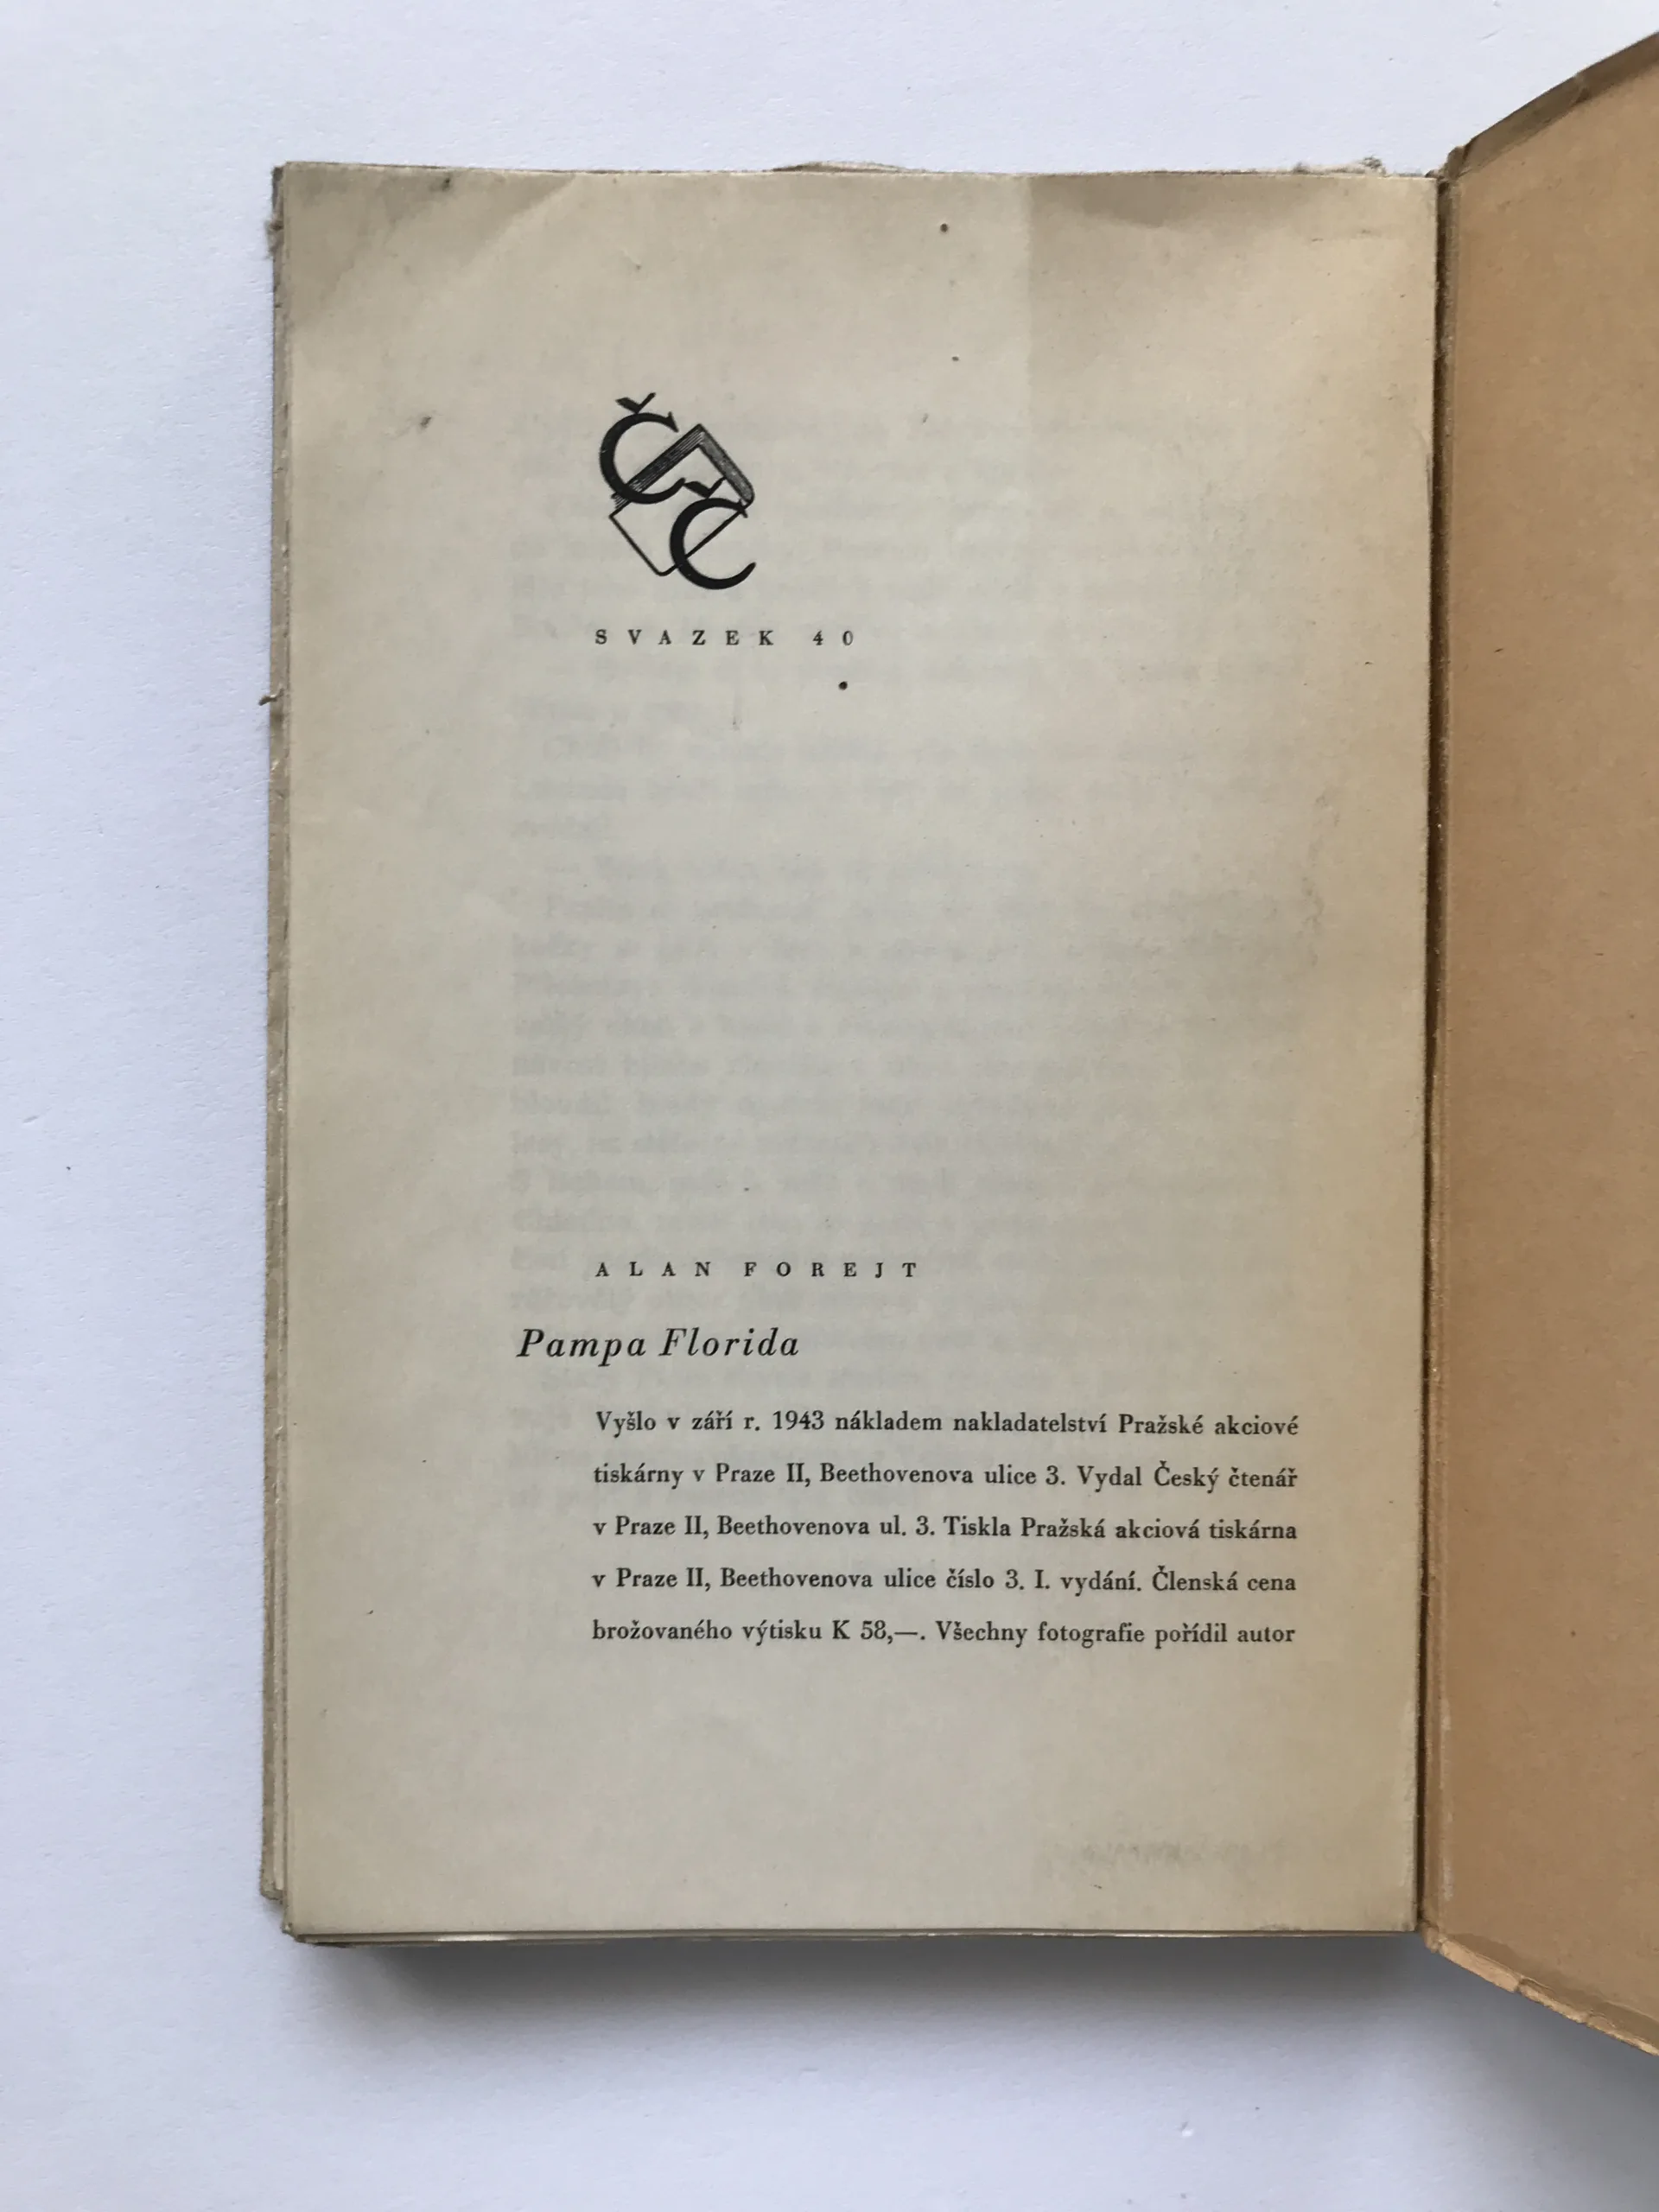 Č Č
SVAZEK 40
ALAN FOREJT
Pampa Florida
Vyšlo v září r. 1943 nákladem nakladatelství Pražské akciové
tiskárny v Praze II, Beethovenova ulice 3. Vydal Český čtenář
v Praze II, Beethovenova ul. 3. Tiskla Pražská akciová tiskárna
v Praze II, Beethovenova ulice číslo 3. I. vydání. Členská cena
brožovaného výtisku K 58,—. Všechny fotografie pořídil autor